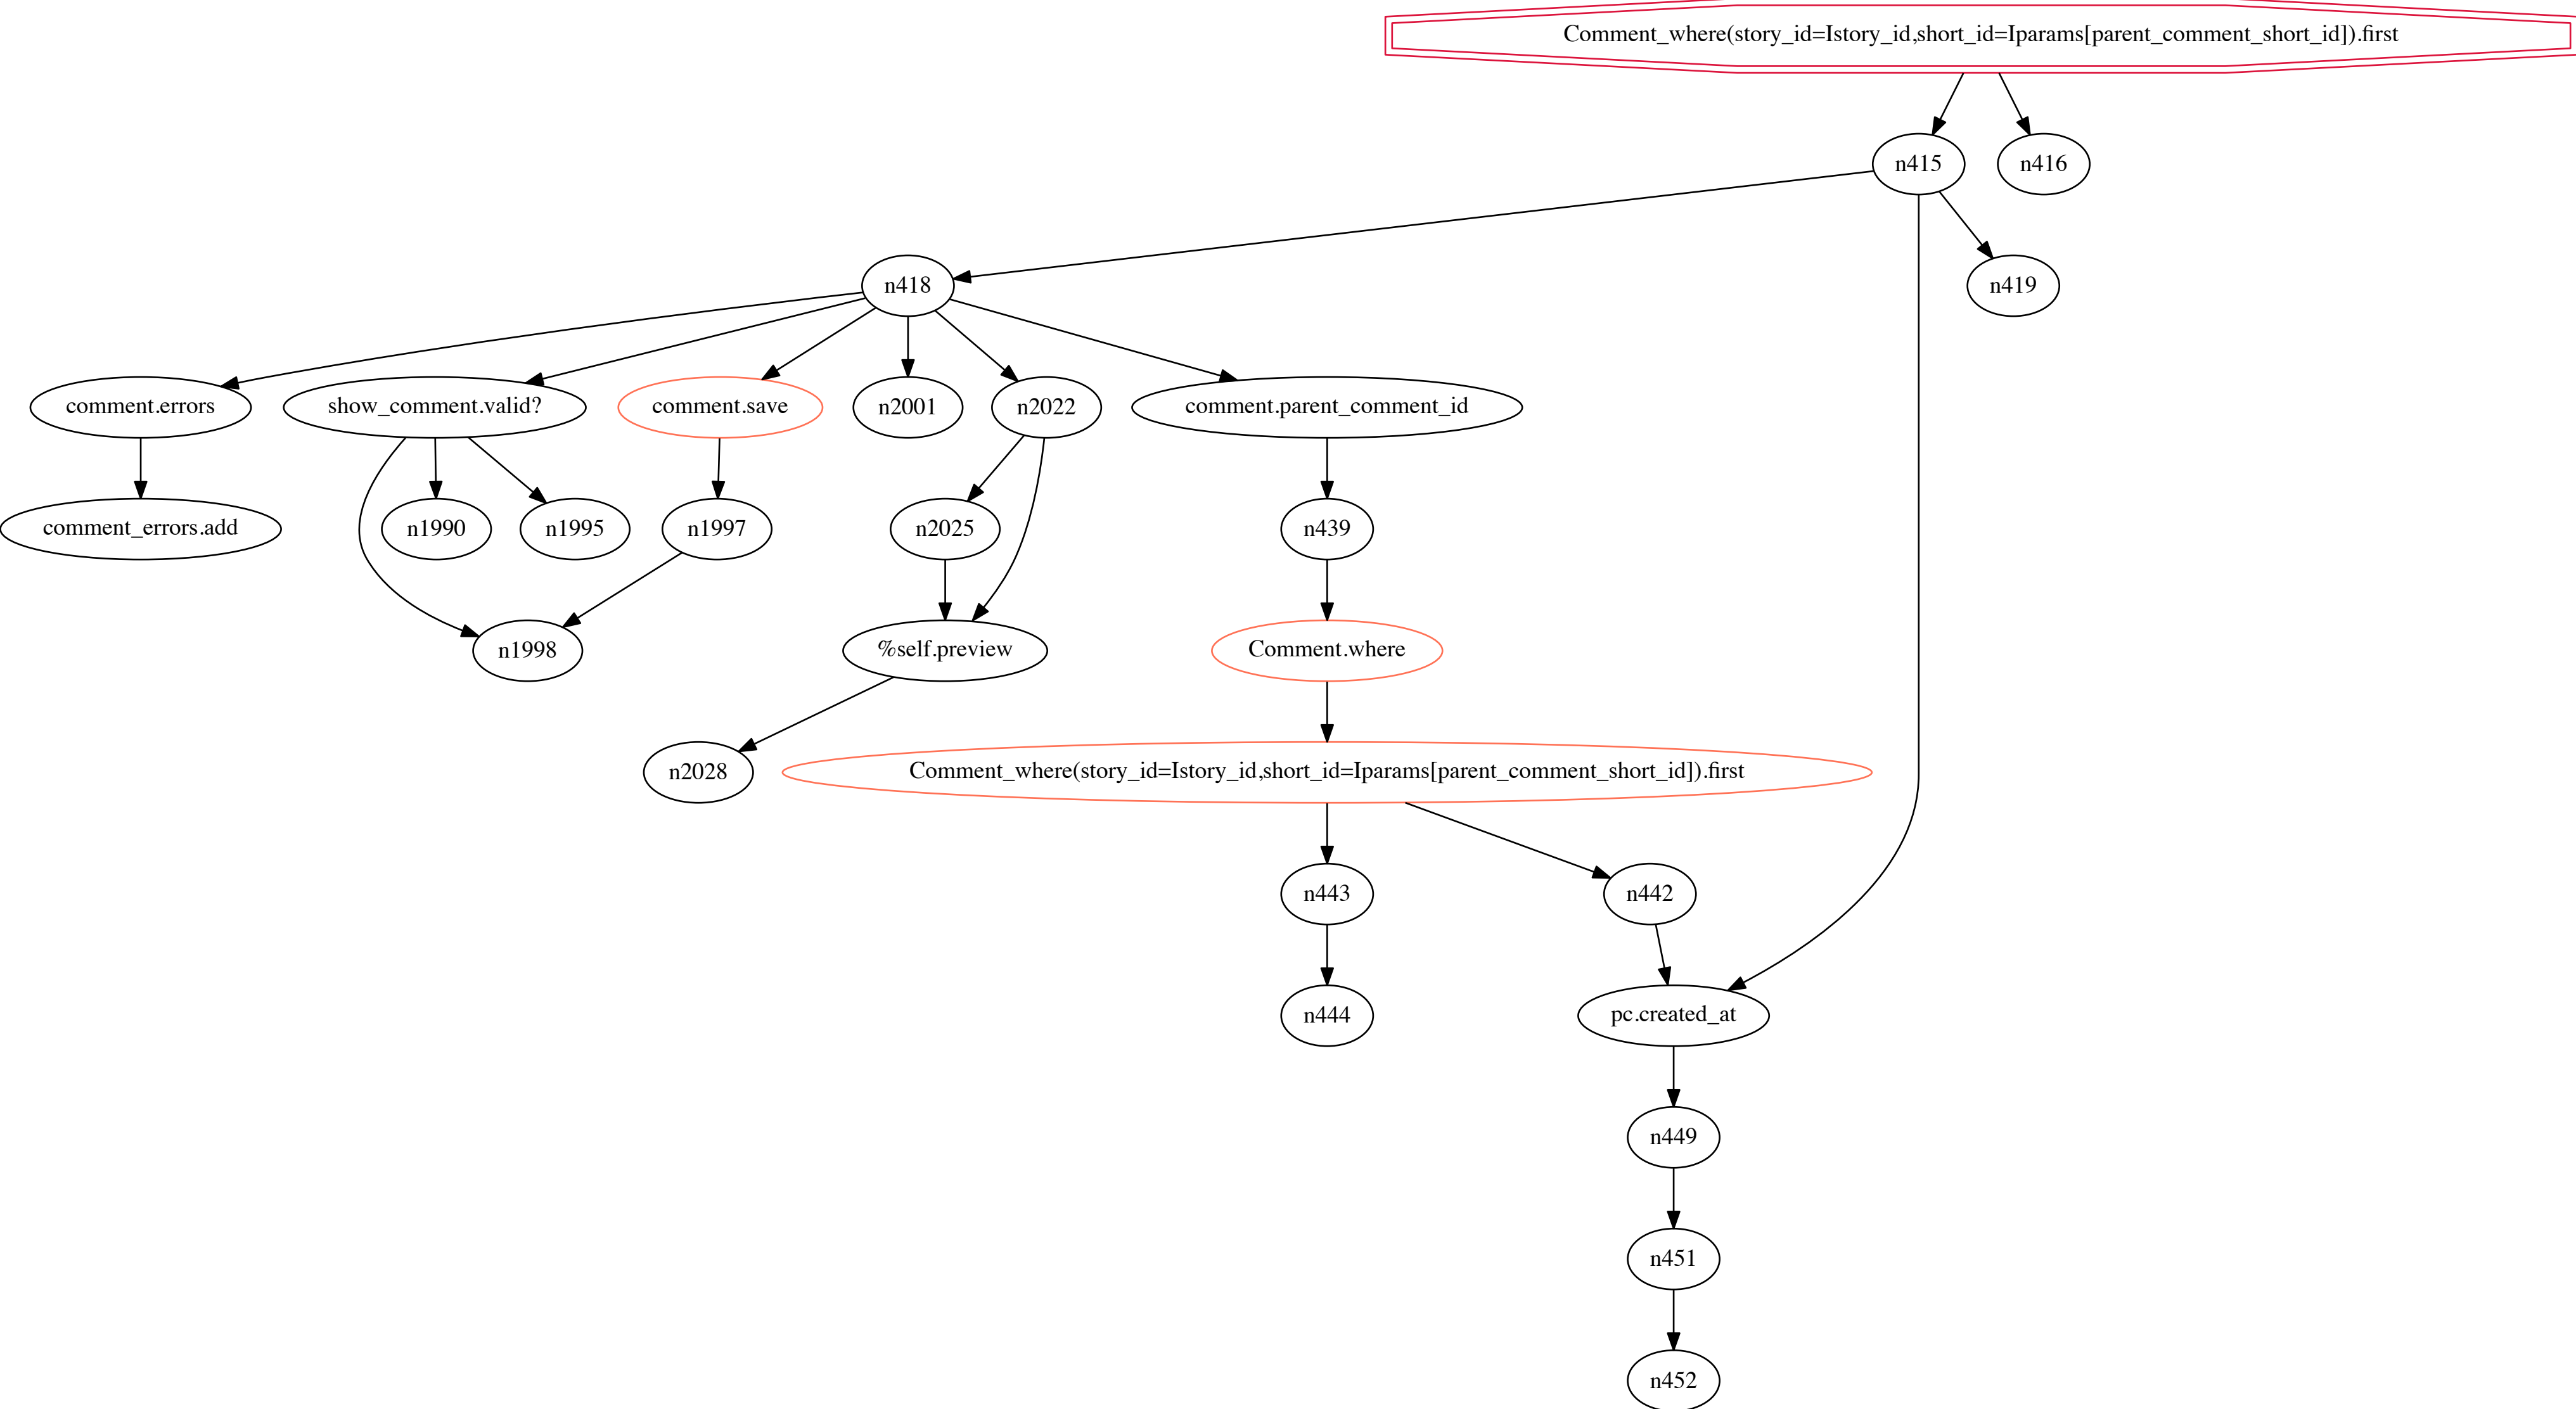 Comment_where(story_id=Istory_id,short_id=Iparams[parent_comment_short_id]).first
n415
n416
n418
n419
comment.errors
show_comment.valid?
comment.save
n2001
n2022
comment.parent_comment_id
comment_errors.add
n1990
n1995
n1997
n2025
n439
n1998
%self.preview
Comment.where
n2028
Comment_where(story_id=Istory_id,short_id=Iparams[parent_comment_short_id]).first
n443
n442
n444
pc.created_at
n449
n451
n452